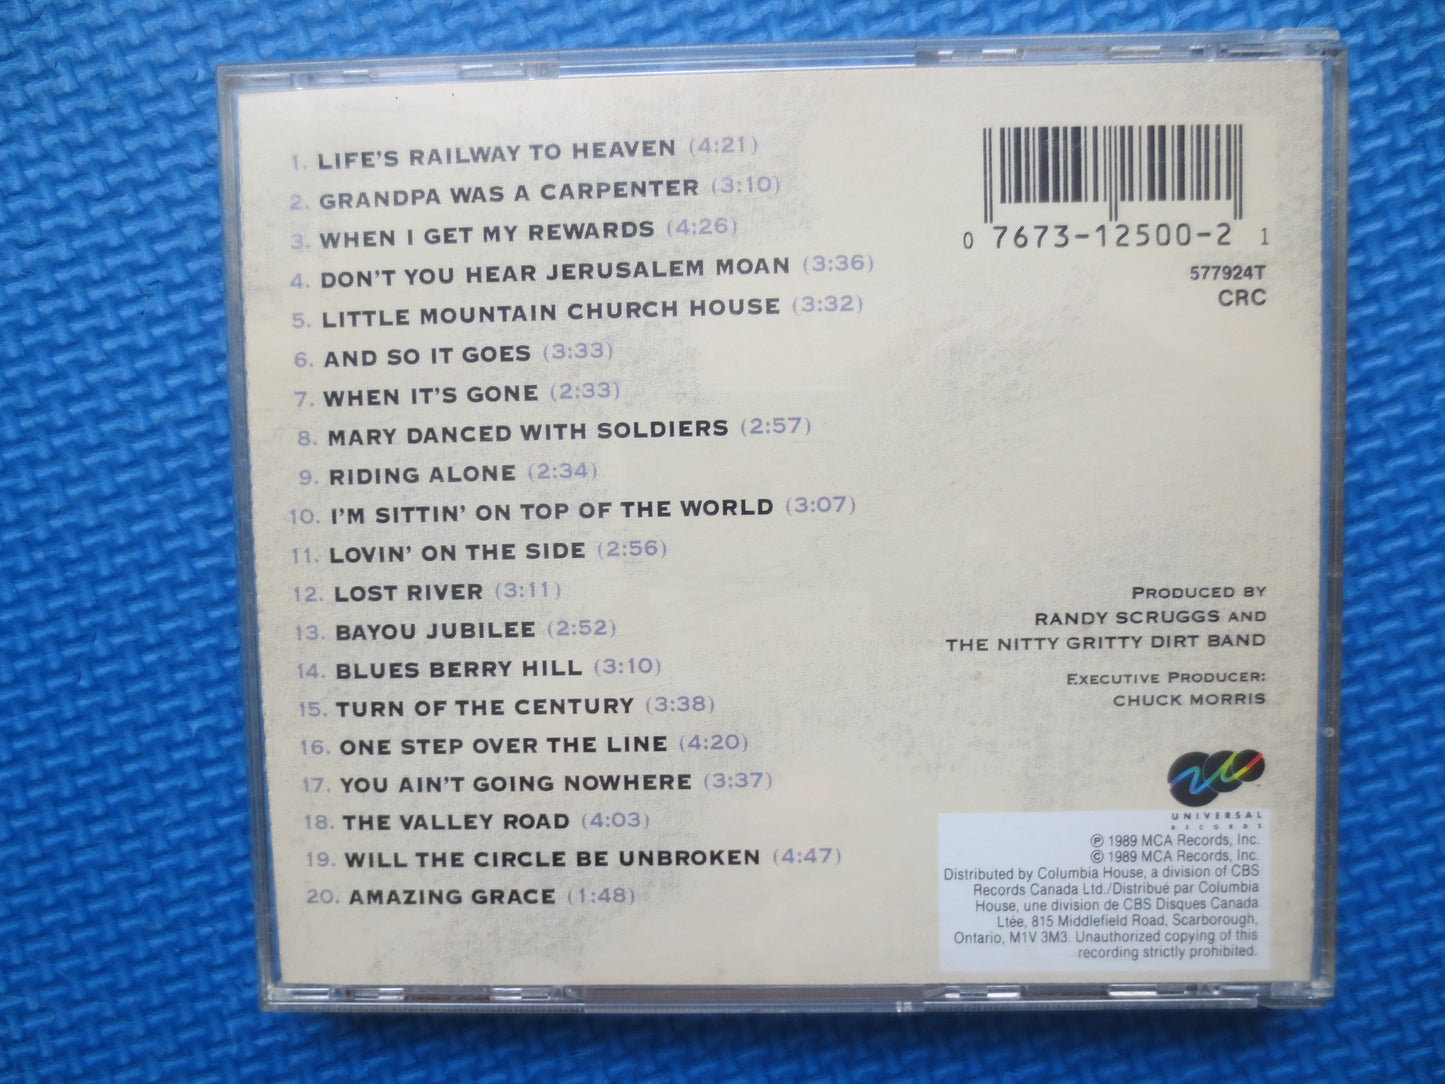 1. LIFE'S RAILWAY TO HEAVEN (4:21)
2. GRANDPA WAS A CARPENTER (3:10)
3. WHEN I GET MY REWARDS (4:26)
4. DON'T YOU HEAR JERUSALEM MOAN (3:36)
5. LITTLE MOUNTAIN CHURCH HOUSE (3:32)
6. AND SO IT GOES (3:33)
7. WHEN IT'S GONE (2:33)
8. MARY DANCED WITH SOLDIERS (2:57)
9. RIDING ALONE (2:34)
10. I'M SITTIN' ON TOP OF THE WORLD (3:07)
11. LOVIN' ON THE SIDE (2:56)
12. LOST RIVER (3:11)
13. BAYOU JUBILEE (2:52)
14. BLUES BERRY HILL (3:10)
15. TURN OF THE CENTURY (3:38)
16. ONE STEP OVER THE LINE (4:20)
17. YOU AIN'T GOING NOWHERE (3:37)
18. THE VALLEY ROAD (4:03)
19. WILL THE CIRCLE BE UNBROKEN (4:47)
20. AMAZING GRACE (1:48)
0 7673-12500-2 1
577924T
CRC
PRODUCED BY
RANDY SCRUGGS AND
THE NITTY GRITTY DIRT BAND
EXECUTIVE PRODUCER:
CHUCK MORRIS
UNIVERSAL
RECORDS
℗ 1989 MCA Records, Inc.
© 1989 MCA Records, Inc.
Distributed by Columbia House, a division of CBS
Records Canada Ltd./Distribué par Columbia
House, une division de CBS Disques Canada
Ltée, 815 Middlefield Road, Scarborough,
Ontario, M1V 3M3. Unauthorized copying of this
recording strictly prohibited.